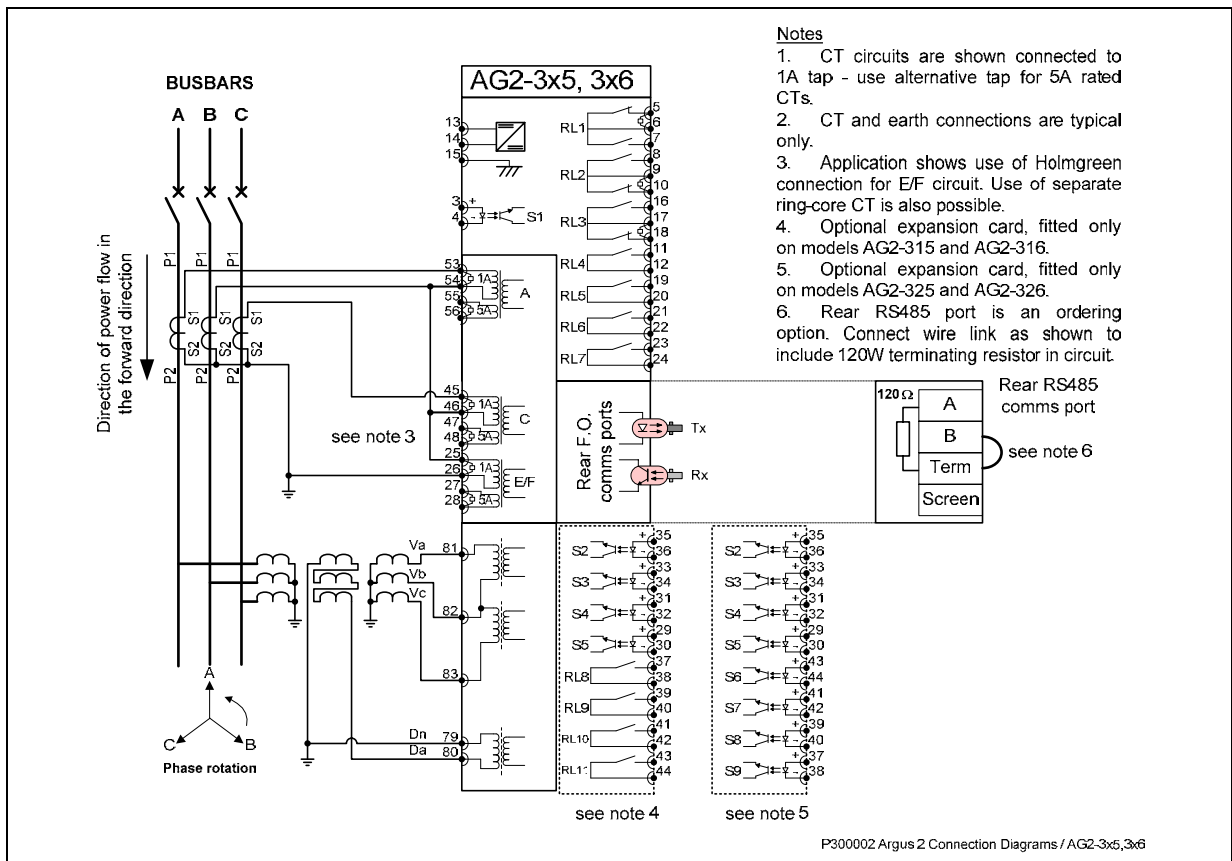 Notes
1. CT circuits are shown connected to
1A tap - use alternative tap for 5A rated
CTs.
2. CT and earth connections are typical
only.
3. Application shows use of Holmgreen
connection for E/F circuit. Use of separate
ring-core CT is also possible.
4. Optional expansion card, fitted only
on models AG2-315 and AG2-316.
5. Optional expansion card, fitted only
on models AG2-325 and AG2-326.
6. Rear RS485 port is an ordering
option. Connect wire link as shown to
include 120W terminating resistor in circuit.
BUSBARS
A B C
P1 P1 P1
S1 S1 S1
S2 S2 S2
P2 P2 P2
Direction of power flow in
the forward direction
AG2-3x5, 3x6
13
14
15
3 +
4 - S1
53
54 1A
55 A
56 5A
45
46 1A
47 C
48 5A
25
26 1A
27 E/F
28 5A
see note 3
5
RL1 6
7
8
RL2 9
10
16
RL3 17
18
11
RL4 12
19
RL5 20
21
RL6 22
23
RL7 24
Rear F.O.
comms ports
Tx
Rx
120Ω
A
B
Term
Screen
Rear RS485
comms port
see note 6
Va 81
Vb
82
Vc
83
Dn 79
Da 80
A
C B
Phase rotation
+ 35
S2 - 36
+ 33
S3 - 34
+ 31
S4 - 32
+ 29
S5 - 30
37
RL8 38
39
RL9 40
41
RL10 42
43
RL11 44
see note 4
+ 35
S2 - 36
+ 33
S3 - 34
+ 31
S4 - 32
+ 29
S5 - 30
+ 43
S6 - 44
+ 41
S7 - 42
+ 39
S8 - 40
+ 37
S9 - 38
see note 5
P300002 Argus 2 Connection Diagrams / AG2-3x5,3x6